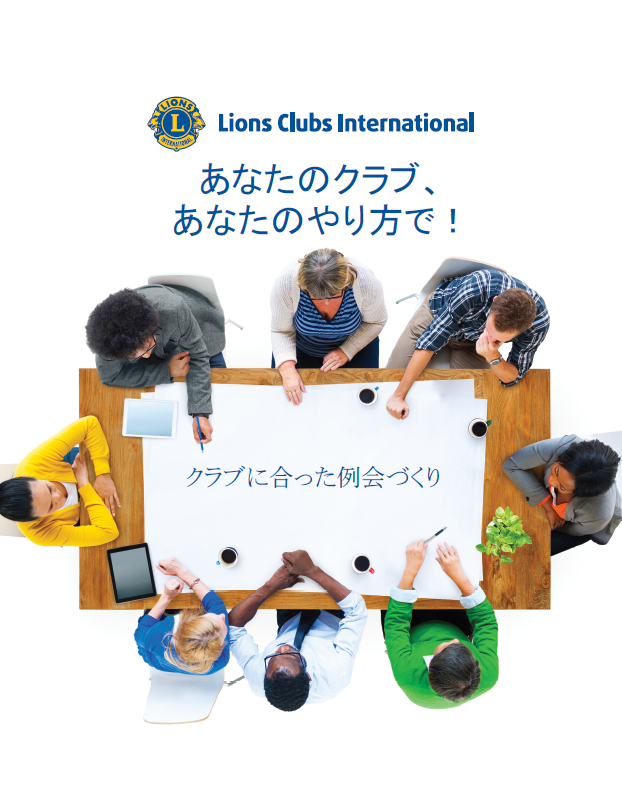 LIONS
L
INTERNATIONAL
Lions Clubs International
あなたのクラブ、
あなたのやり方で！
クラブに合った例会づくり